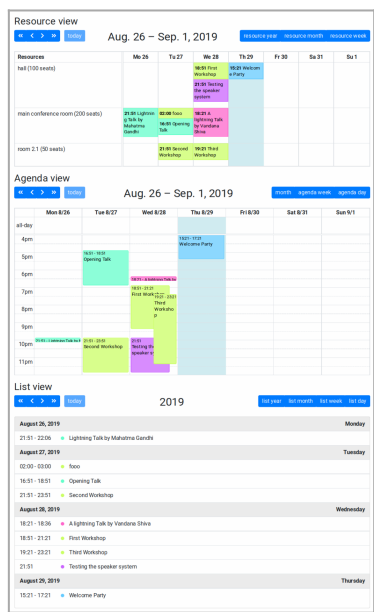 Resource view
today
Aug. 26 – Sep. 1, 2019
resource year resource month resource week
Resources Mo 26 Tu 27 We 28 Th 29 Fr 30 Sa 31 Su 1
hall (100 seats)
18:51 First Workshop
15:21 Welcome Party
21:51 Testing the speaker system
main conference room (200 seats)
21:51 Lightning Talk by Mahatma Gandhi
02:00 fooo
16:51 Opening Talk
18:21 A lightning Talk by Vandana Shiva
room 2.1 (50 seats)
21:51 Second Workshop
19:21 Third Workshop
Agenda view
today
Aug. 26 – Sep. 1, 2019
month agenda week agenda day
Mon 8/26 Tue 8/27 Wed 8/28 Thu 8/29 Fri 8/30 Sat 8/31 Sun 9/1
all-day
4pm
15:21 - 17:21
Welcome Party
5pm
16:51 - 18:51
Opening Talk
6pm
18:21 - A lightning Talk
7pm
18:51 - 21:21
First Workshop
19:21 - 23:21
Third Workshop
8pm
9pm
10pm
21:51 - Lightning Talk by
21:51 - 23:51
Second Workshop
21:51
Testing the speaker s
11pm
List view
today
2019
list year list month list week list day
August 26, 2019 Monday
21:51 - 22:06 Lightning Talk by Mahatma Gandhi
August 27, 2019 Tuesday
02:00 - 03:00 fooo
16:51 - 18:51 Opening Talk
21:51 - 23:51 Second Workshop
August 28, 2019 Wednesday
18:21 - 18:36 A lightning Talk by Vandana Shiva
18:51 - 21:21 First Workshop
19:21 - 23:21 Third Workshop
21:51 Testing the speaker system
August 29, 2019 Thursday
15:21 - 17:21 Welcome Party